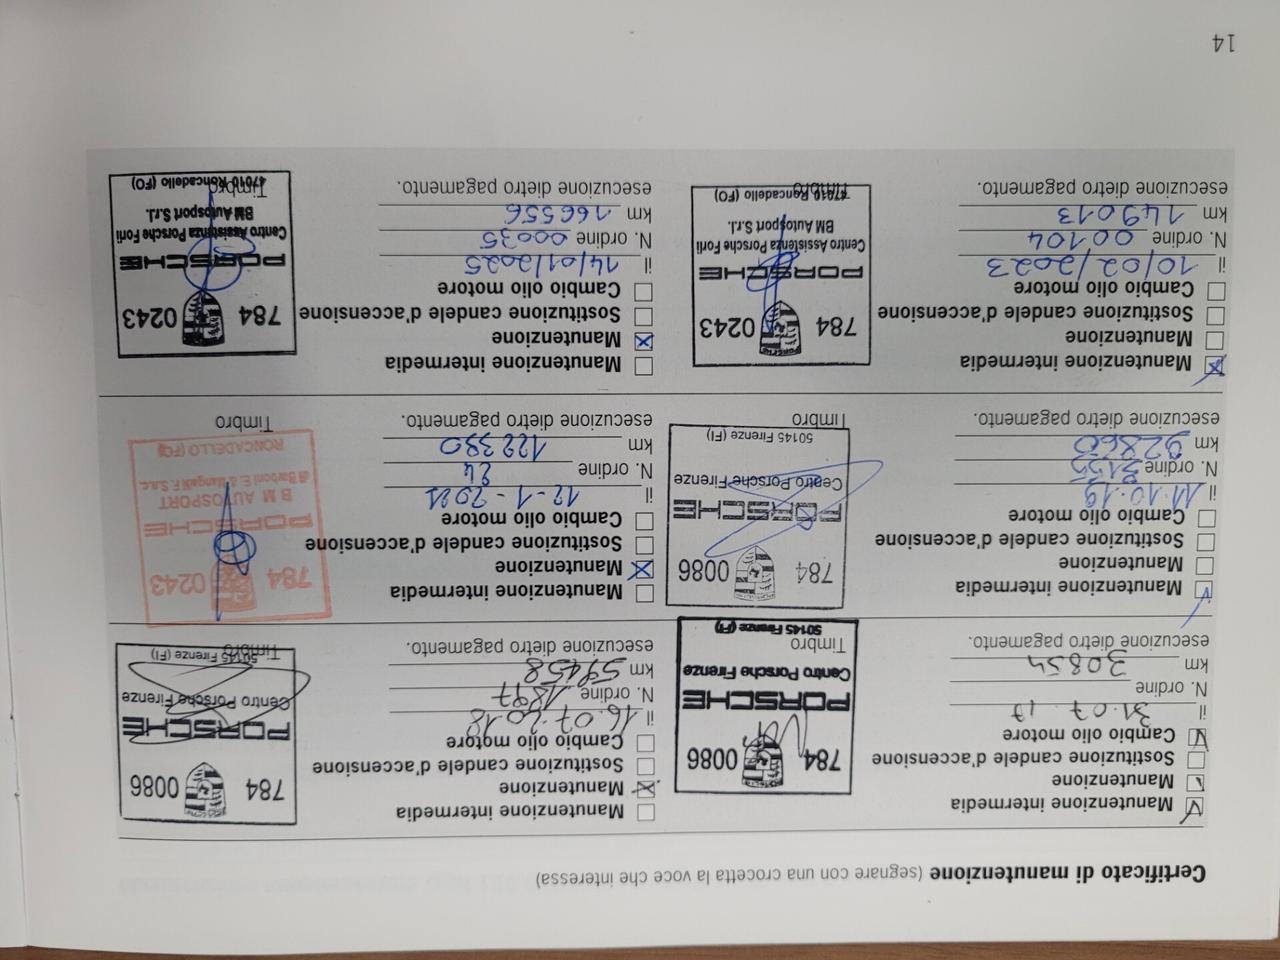 Certificato di manutenzione (segnare con una crocetta la voce che interessa)
Manutenzione intermedia
Manutenzione
Sostituzione candele d'accensione
Cambio olio motore
il 31.07.17
N. ordine
km 30854
esecuzione dietro pagamento.
784 0086
PORSCHE
Centro Porsche Firenze
Timbro
50145 Firenze (FI)
Manutenzione intermedia
Manutenzione
Sostituzione candele d'accensione
Cambio olio motore
il 16.07.2018
N. ordine 1897
km 59458
esecuzione dietro pagamento.
784 0086
PORSCHE
Centro Porsche Firenze
50145 Firenze (FI)
Timbro
Manutenzione intermedia
Manutenzione
Sostituzione candele d'accensione
Cambio olio motore
il 11.10.19
N. ordine 3155
km 92860
esecuzione dietro pagamento.
784 0086
PORSCHE
Centro Porsche Firenze
50145 Firenze (FI)
Timbro
Manutenzione intermedia
Manutenzione
Sostituzione candele d'accensione
Cambio olio motore
il 12-1-2021
N. ordine 24
km 122390
esecuzione dietro pagamento.
784 0243
PORSCHE
B M AUTOSPORT
di Barboni E. & Mangelli F. S.n.c.
RONCADELLO (FO)
Timbro
Manutenzione intermedia
Manutenzione
Sostituzione candele d'accensione
Cambio olio motore
il 10/02/2023
N. ordine 00104
km 149013
esecuzione dietro pagamento.
784 0243
PORSCHE
Centro Assistenza Porsche Forlì
BM Autosport S.r.l.
47010 Roncadello (FO)
Timbro
Manutenzione intermedia
Manutenzione
Sostituzione candele d'accensione
Cambio olio motore
il 14/01/2025
N. ordine 00035
km 166556
esecuzione dietro pagamento.
784 0243
PORSCHE
Centro Assistenza Porsche Forlì
BM Autosport S.r.l.
47010 Roncadello (FO)
Timbro
14